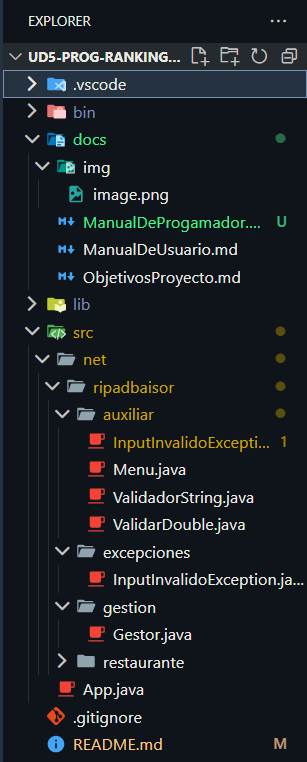 EXPLORER
UD5-PROG-RANKING...
.vscode
bin
docs
img
image.png
ManualDeProgamador.... U
ManualDeUsuario.md
ObjetivosProyecto.md
lib
src
net
ripadbaisor
auxiliar
InputInvalidoExcepti... 1
Menu.java
ValidadorString.java
ValidarDouble.java
excepciones
InputInvalidoException.ja...
gestion
Gestor.java
restaurante
App.java
.gitignore
README.md M